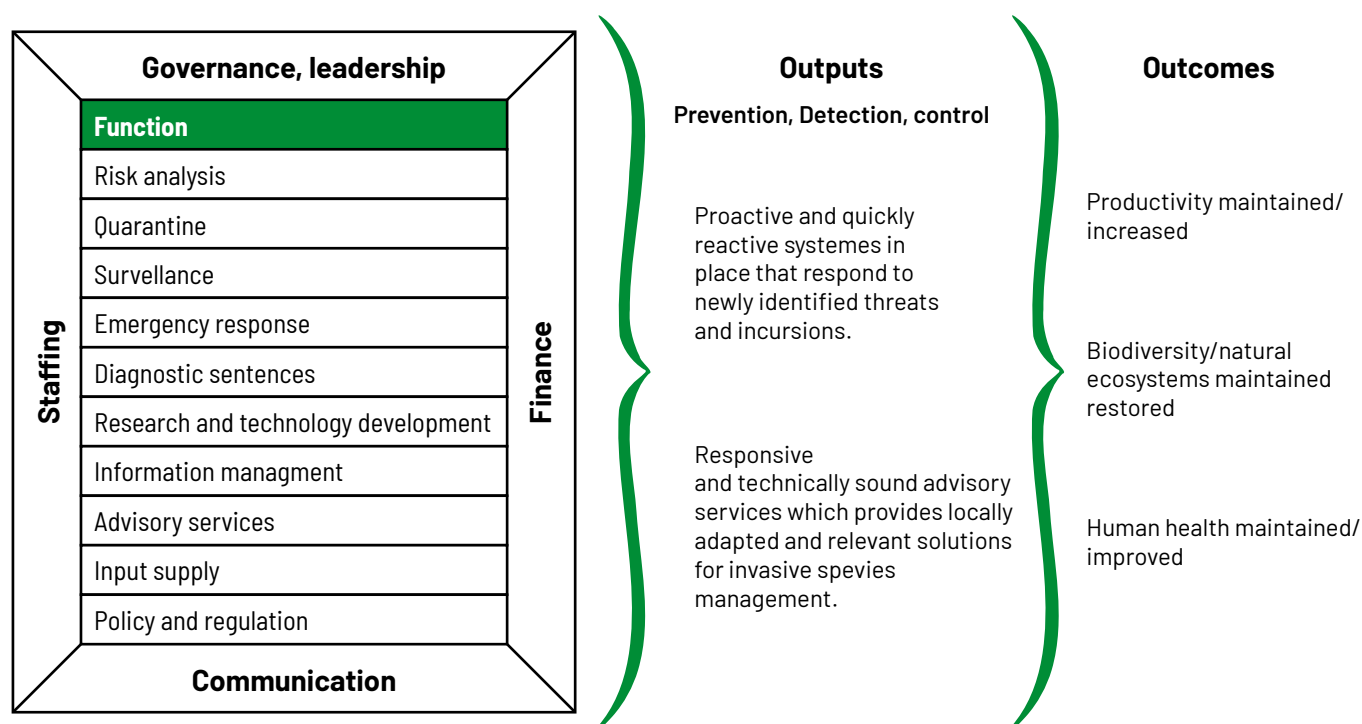 Governance, leadership
Function
Risk analysis
Quarantine
Survellance
Emergency response
Diagnostic sentences
Research and technology development
Information managment
Advisory services
Input supply
Policy and regulation
Staffing
Finance
Communication
Outputs
Prevention, Detection, control
Proactive and quickly
reactive systemes in
place that respond to
newly identified threats
and incursions.
Responsive
and technically sound advisory
services which provides locally
adapted and relevant solutions
for invasive spevies
management.
Outcomes
Productivity maintained/
increased
Biodiversity/natural
ecosystems maintained
restored
Human health maintained/
improved